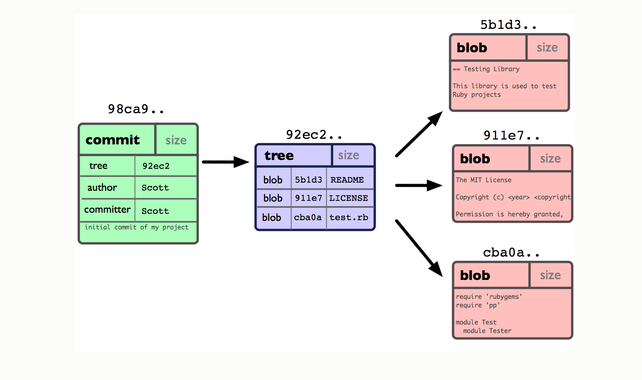 98ca9..
commit size
tree 92ec2
author Scott
committer Scott
initial commit of my project
92ec2..
tree size
blob 5b1d3 README
blob 911e7 LICENSE
blob cba0a test.rb
5b1d3..
blob size
== Testing Library
This library is used to test
Ruby projects
911e7..
blob size
The MIT License
Copyright (c) <year> <copyright
Permission is hereby granted,
cba0a..
blob size
require 'rubygems'
require 'pp'
module Test
module Tester